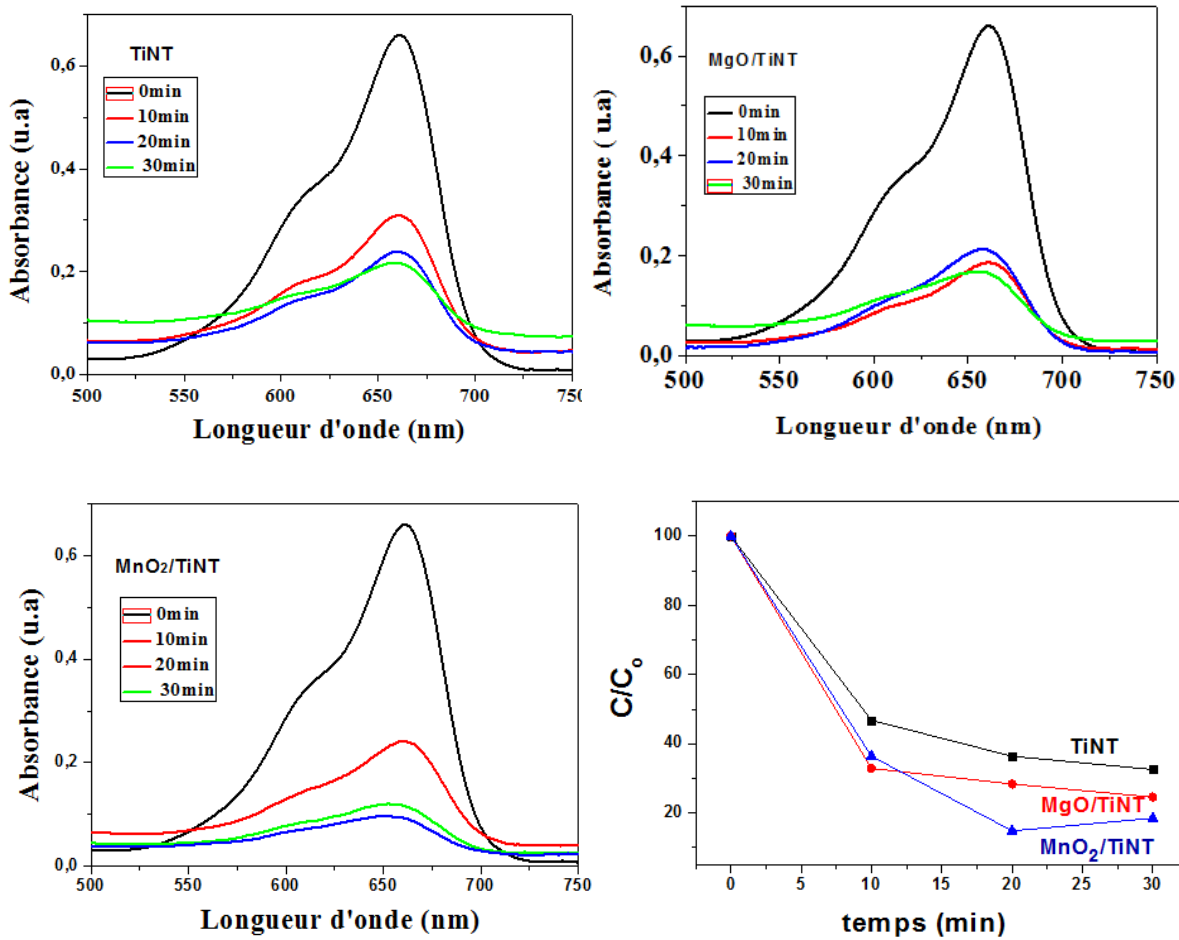 TiNT
0min
10min
20min
30min
Absorbance (u.a)
0,6
0,4
0,2
0,0
500 550 600 650 700 750
Longueur d'onde (nm)
MgO/TiNT
0min
10min
20min
30min
Absorbance ( u.a)
0,6
0,4
0,2
0,0
500 550 600 650 700 750
Longueur d'onde (nm)
MnO₂/TiNT
0min
10min
20min
30min
Absorbance (u.a)
0,6
0,4
0,2
0,0
500 550 600 650 700 750
Longueur d'onde (nm)
C/Co
100
80
60
40
20
TiNT
MgO/TiNT
MnO₂/TiNT
0 5 10 15 20 25 30
temps (min)